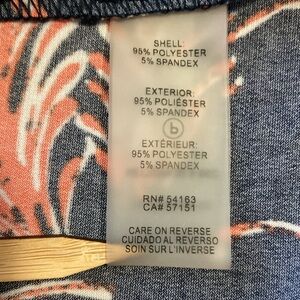 SHELL:
95% POLYESTER
5% SPANDEX
EXTERIOR:
95% POLIÉSTER
5% SPANDEX
b
EXTÉRIEUR:
95% POLYESTER
5% SPANDEX
RN# 54163
CA# 57151
CARE ON REVERSE
CUIDADO AL REVERSO
SOIN SUR L'INVERSE